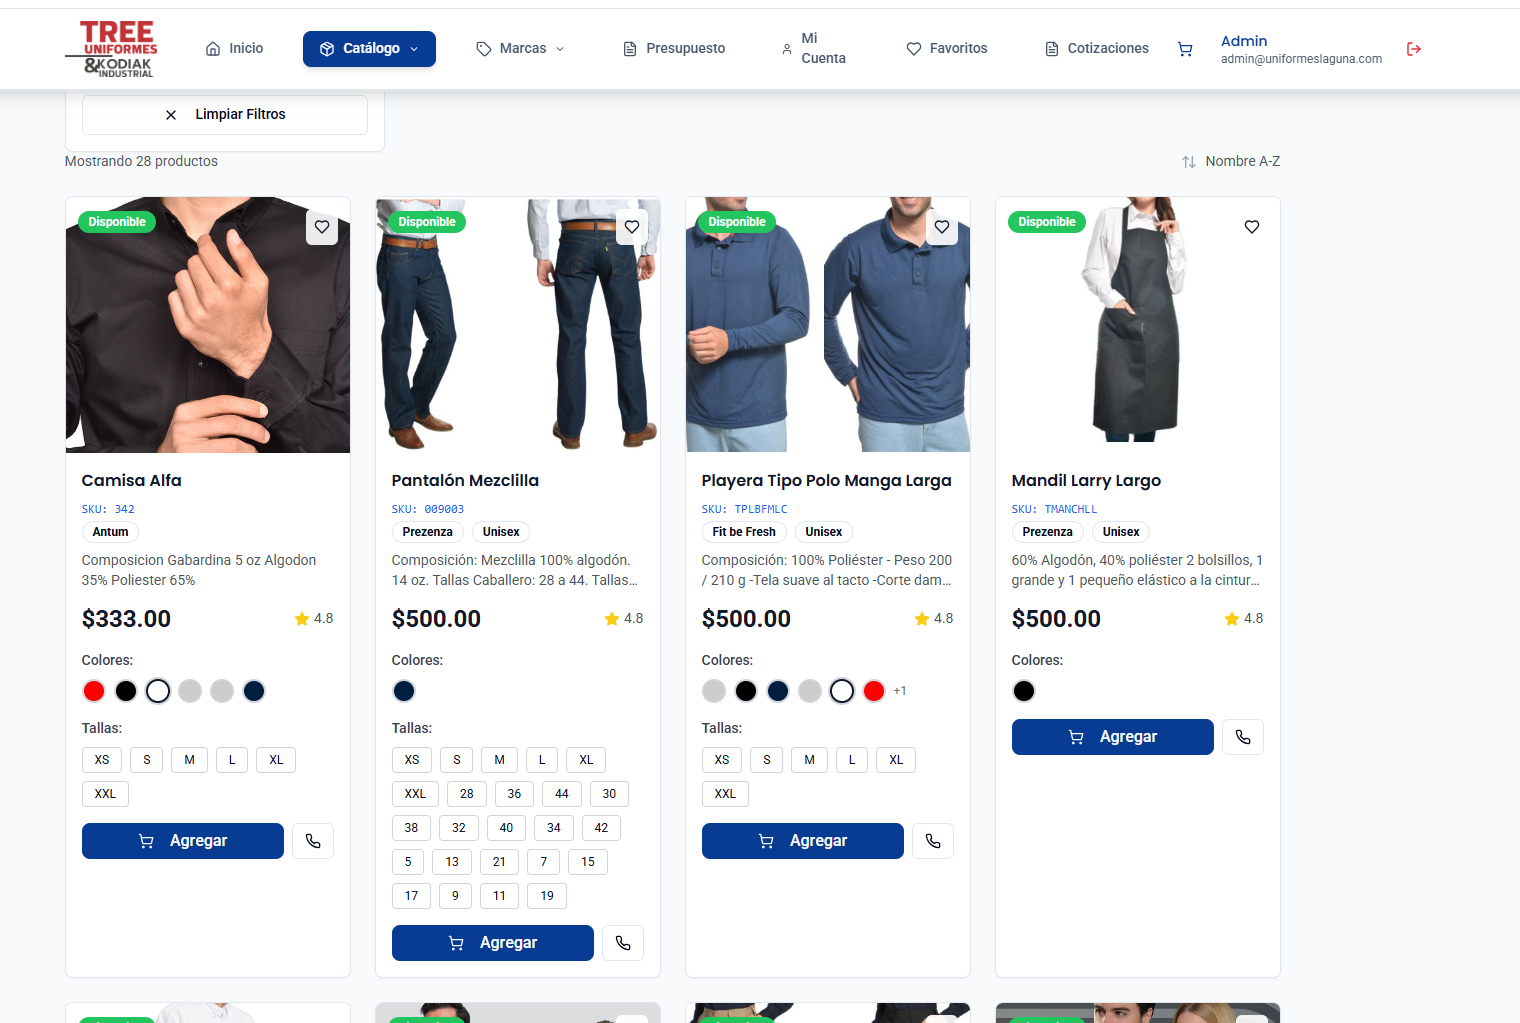 TREE
UNIFORMES
&KODIAK
INDUSTRIAL
Inicio
Catálogo
Marcas
Presupuesto
Mi
Cuenta
Favoritos
Cotizaciones
Admin
admin@uniformeslaguna.com
Limpiar Filtros
Mostrando 28 productos
Nombre A-Z
Disponible
Camisa Alfa
SKU: 342
Antum
Composicion Gabardina 5 oz Algodon
35% Poliester 65%
$333.00
4.8
Colores:
Tallas:
XS S M L XL
XXL
Agregar
Disponible
Pantalón Mezclilla
SKU: 009003
Prezenza Unisex
Composición: Mezclilla 100% algodón.
14 oz. Tallas Caballero: 28 a 44. Tallas...
$500.00
4.8
Colores:
Tallas:
XS S M L XL
XXL 28 36 44 30
38 32 40 34 42
5 13 21 7 15
17 9 11 19
Agregar
Disponible
Playera Tipo Polo Manga Larga
SKU: TPLBFMLC
Fit be Fresh Unisex
Composición: 100% Poliéster - Peso 200
/ 210 g -Tela suave al tacto -Corte dam...
$500.00
4.8
Colores:
+1
Tallas:
XS S M L XL
XXL
Agregar
Disponible
Mandil Larry Largo
SKU: TMANCHLL
Prezenza Unisex
60% Algodón, 40% poliéster 2 bolsillos, 1
grande y 1 pequeño elástico a la cintur...
$500.00
4.8
Colores:
Agregar